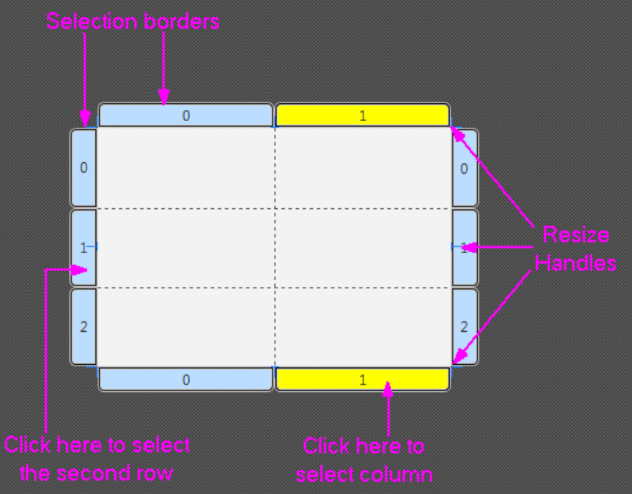 Selection borders
0 1
0 0
1 1
Resize
Handles
2 2
0 1
Click here to select
the second row
Click here to
select column